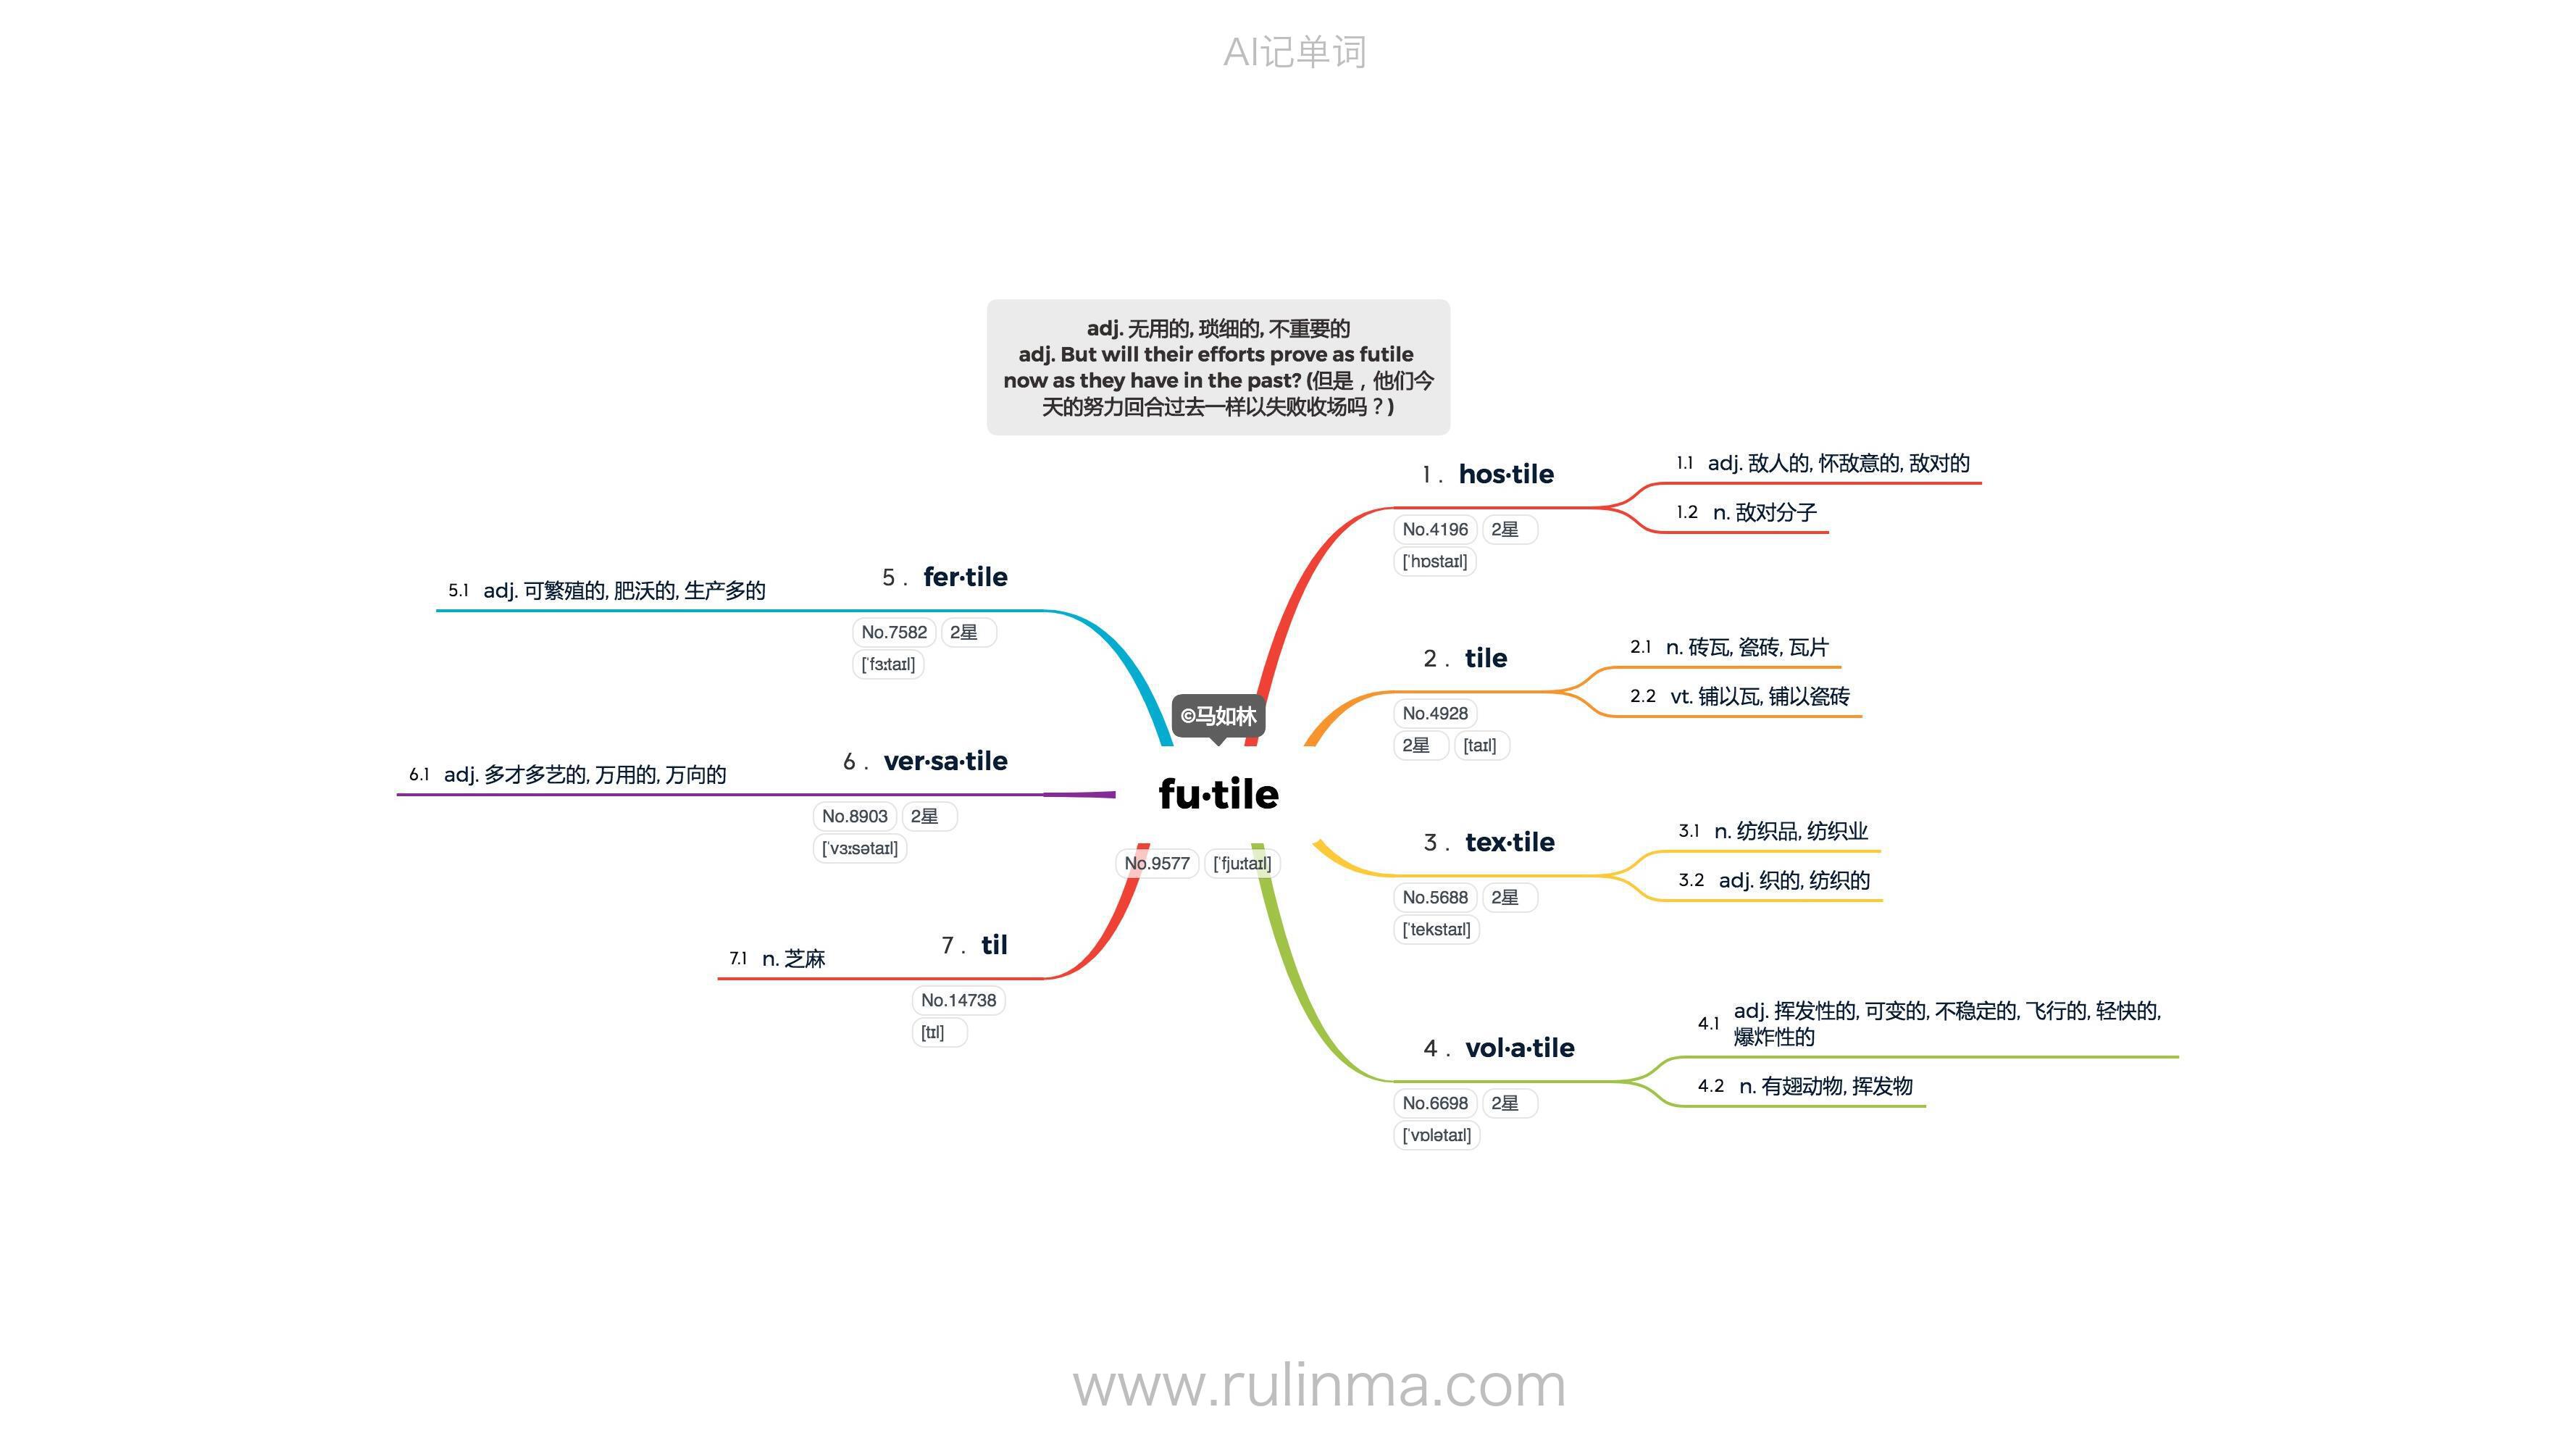 AI记单词
adj. 无用的, 琐细的, 不重要的
adj. But will their efforts prove as futile
now as they have in the past? (但是，他们今
天的努力回合过去一样以失败收场吗？)
©马如林
fu·tile
No.9577 [ˈfjuːtaɪl]
1. hos·tile
No.4196 2星
[ˈhɒstaɪl]
1.1 adj. 敌人的, 怀敌意的, 敌对的
1.2 n. 敌对分子
2. tile
No.4928
2星 [taɪl]
2.1 n. 砖瓦, 瓷砖, 瓦片
2.2 vt. 铺以瓦, 铺以瓷砖
3. tex·tile
No.5688 2星
[ˈtekstaɪl]
3.1 n. 纺织品, 纺织业
3.2 adj. 织的, 纺织的
4. vol·a·tile
No.6698 2星
[ˈvɒlətaɪl]
4.1 adj. 挥发性的, 可变的, 不稳定的, 飞行的, 轻快的,
爆炸性的
4.2 n. 有翅动物, 挥发物
5. fer·tile
No.7582 2星
[ˈfɜːtaɪl]
5.1 adj. 可繁殖的, 肥沃的, 生产多的
6. ver·sa·tile
No.8903 2星
[ˈvɜːsətaɪl]
6.1 adj. 多才多艺的, 万用的, 万向的
7. til
No.14738
[tɪl]
7.1 n. 芝麻
www.rulinma.com